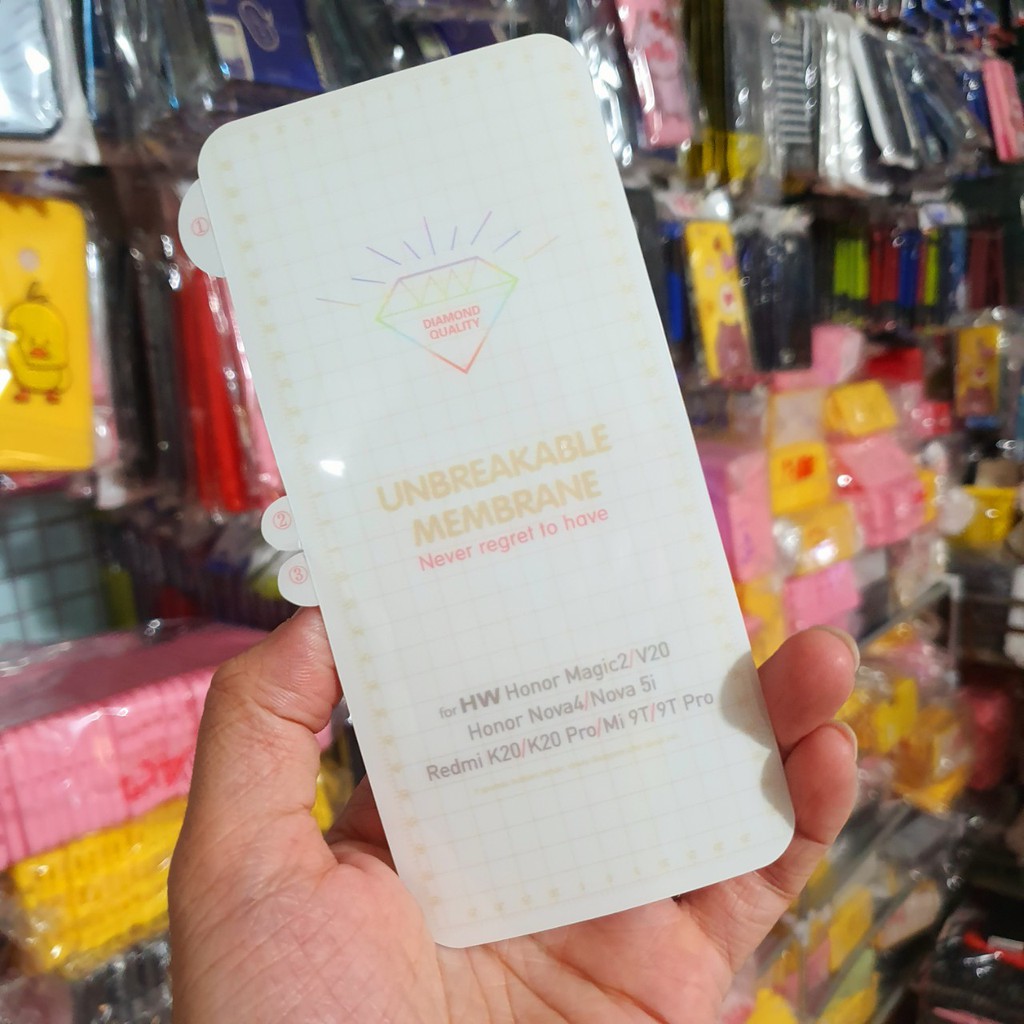 ①
DIAMOND
QUALITY
UNBREAKABLE
MEMBRANE
②
Never regret to have
③
for HW Honor Magic2/V20
Honor Nova4/Nova 5i
Redmi K20/K20 Pro/Mi 9T/9T Pro